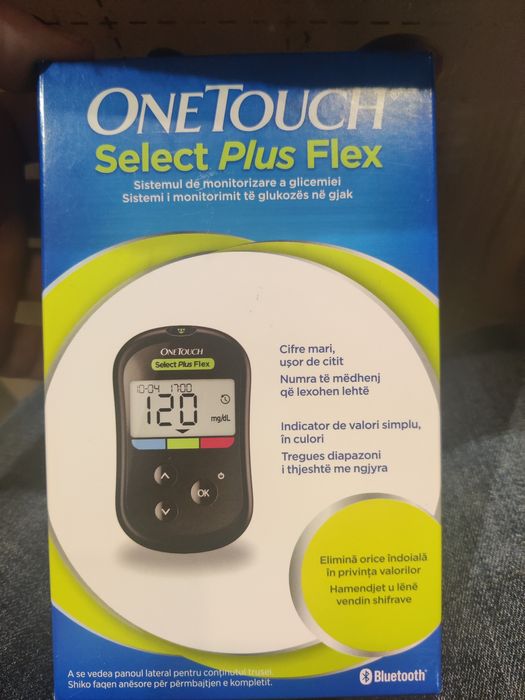 ONETOUCH®
Select Plus Flex
Sistemul de monitorizare a glicemiei
Sistemi i monitorimit të glukozës në gjak
ONETOUCH
Select Plus Flex
10-04 17:00
120
mg/dL
OK
Cifre mari,
ușor de citit
Numra të mëdhenj
që lexohen lehtë
Indicator de valori simplu,
în culori
Tregues diapazoni
i thjeshtë me ngjyra
Elimină orice îndoială
în privința valorilor
Hamendjet u lënë
vendin shifrave
A se vedea panoul lateral pentru conținutul trusei.
Shiko faqen anësore për përmbajtjen e kompletit.
Bluetooth®